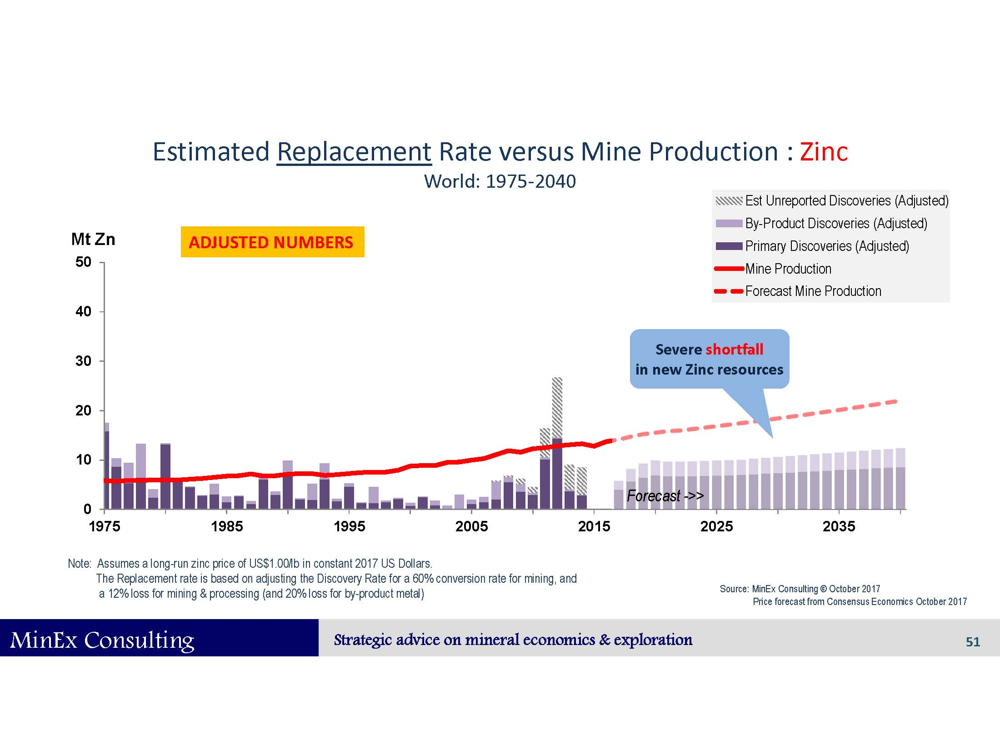 Estimated Replacement Rate versus Mine Production : Zinc
World: 1975-2040
Est Unreported Discoveries (Adjusted)
By-Product Discoveries (Adjusted)
Primary Discoveries (Adjusted)
Mine Production
Forecast Mine Production
Mt Zn
ADJUSTED NUMBERS
50
40
30
20
10
0
Severe shortfall
in new Zinc resources
Forecast ->>
1975 1985 1995 2005 2015 2025 2035
Note: Assumes a long-run zinc price of US$1.00/lb in constant 2017 US Dollars.
The Replacement rate is based on adjusting the Discovery Rate for a 60% conversion rate for mining, and
a 12% loss for mining & processing (and 20% loss for by-product metal)
Source: MinEx Consulting © October 2017
Price forecast from Consensus Economics October 2017
MinEx Consulting
Strategic advice on mineral economics & exploration
51